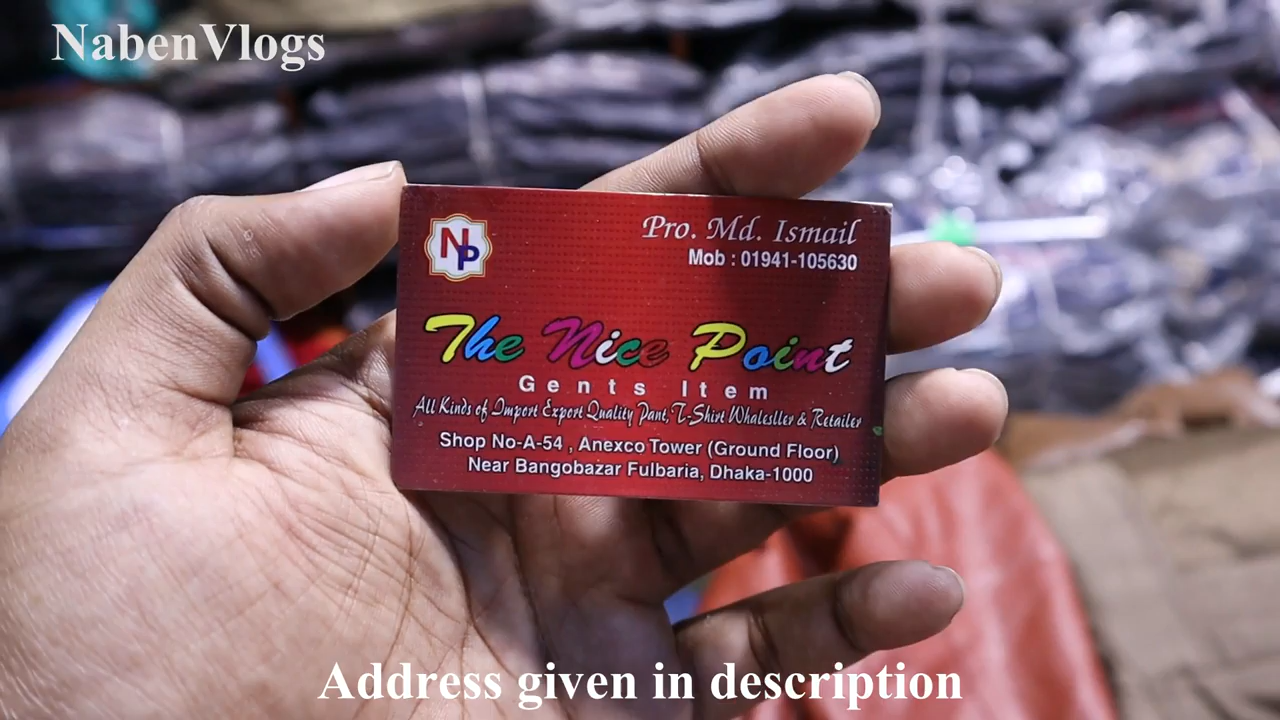 NabenVlogs
NP
Pro. Md. Ismail
Mob : 01941-105630
The Nice Point
Gents Item
All Kinds of Import Export Quality Pant, T-Shirt Whalesller & Retailer
Shop No-A-54 , Anexco Tower (Ground Floor)
Near Bangobazar Fulbaria, Dhaka-1000
Address given in description